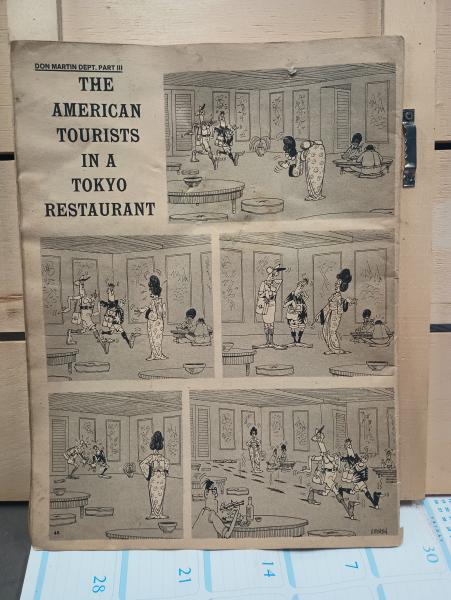 DON MARTIN DEPT. PART III
THE
AMERICAN
TOURISTS
IN A
TOKYO
RESTAURANT
28
21
14
7
30